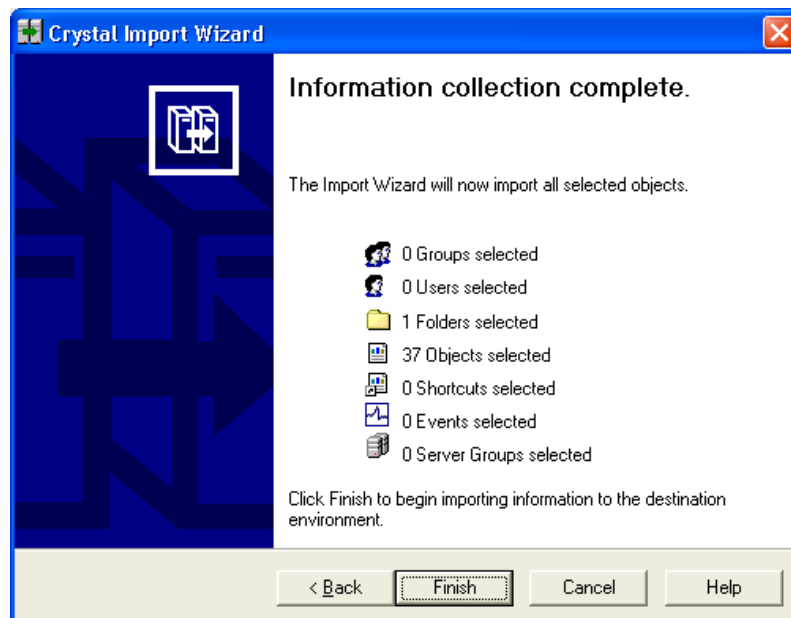 Crystal Import Wizard
Information collection complete.
The Import Wizard will now import all selected objects.
0 Groups selected
0 Users selected
1 Folders selected
37 Objects selected
0 Shortcuts selected
0 Events selected
0 Server Groups selected
Click Finish to begin importing information to the destination
environment.
< Back Finish Cancel Help